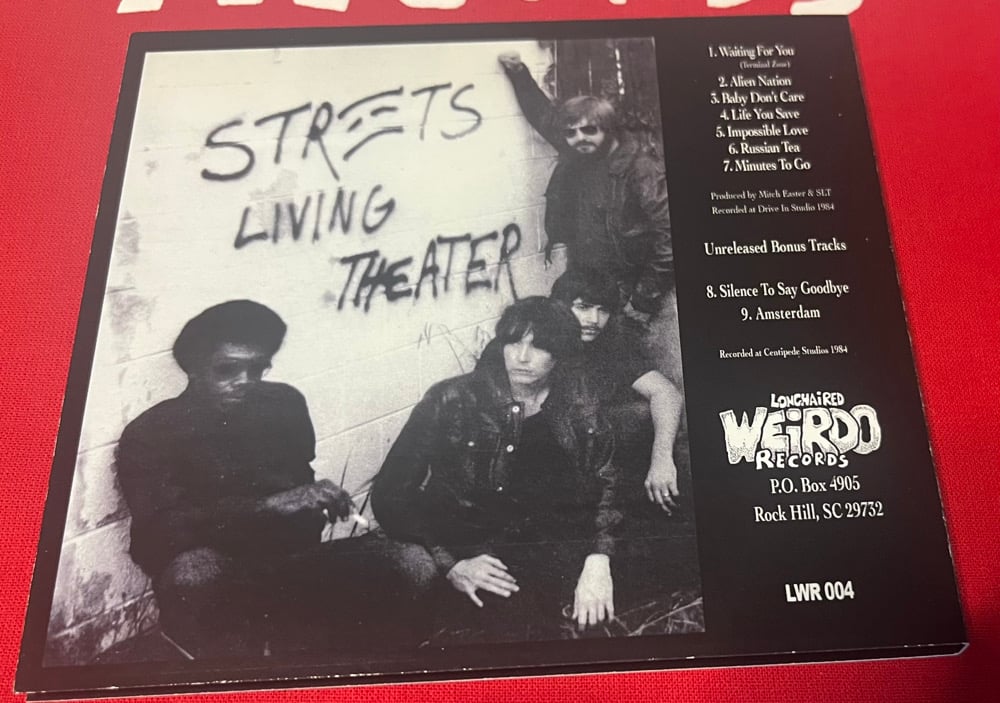 STREETS
LIVING
THEATER
1. Waiting For You
(Terminal Zone)
2. Alien Nation
3. Baby Don't Care
4. Life You Save
5. Impossible Love
6. Russian Tea
7. Minutes To Go
Produced by Mitch Easter & SLT
Recorded at Drive In Studio 1984
Unreleased Bonus Tracks
8. Silence To Say Goodbye
9. Amsterdam
Recorded at Centipede Studios 1984
LONGHAIRED
WEIRDO
RECORDS
P.O. Box 4905
Rock Hill, SC 29732
LWR 004